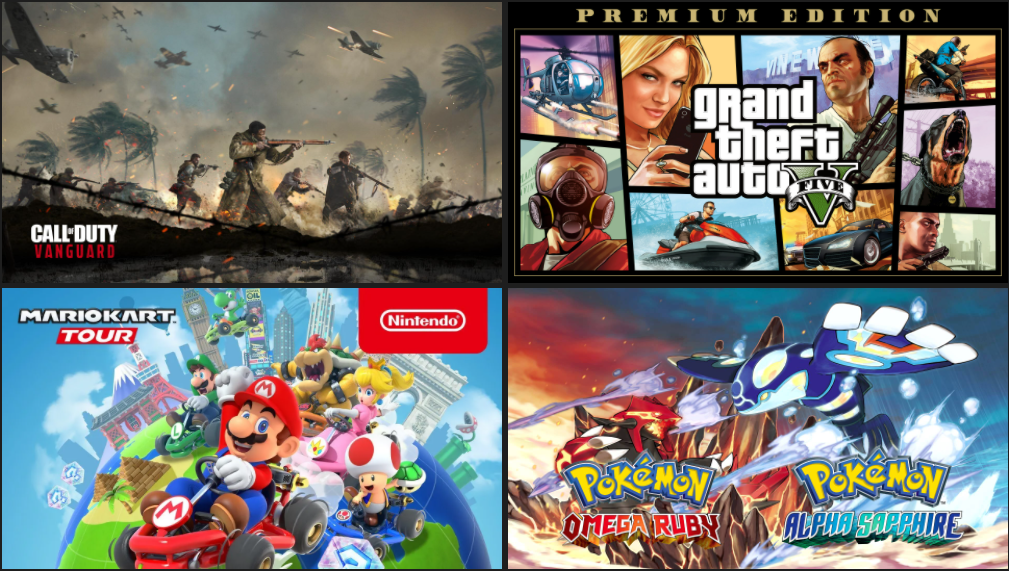 CALL OF DUTY
VANGUARD
PREMIUM EDITION
grand
theft
auto
FIVE
V
MARIOKART
TOUR
Nintendo
OIL
M
M
POKéMON
OMEGA RUBY
POKéMON
ALPHA SAPPHIRE